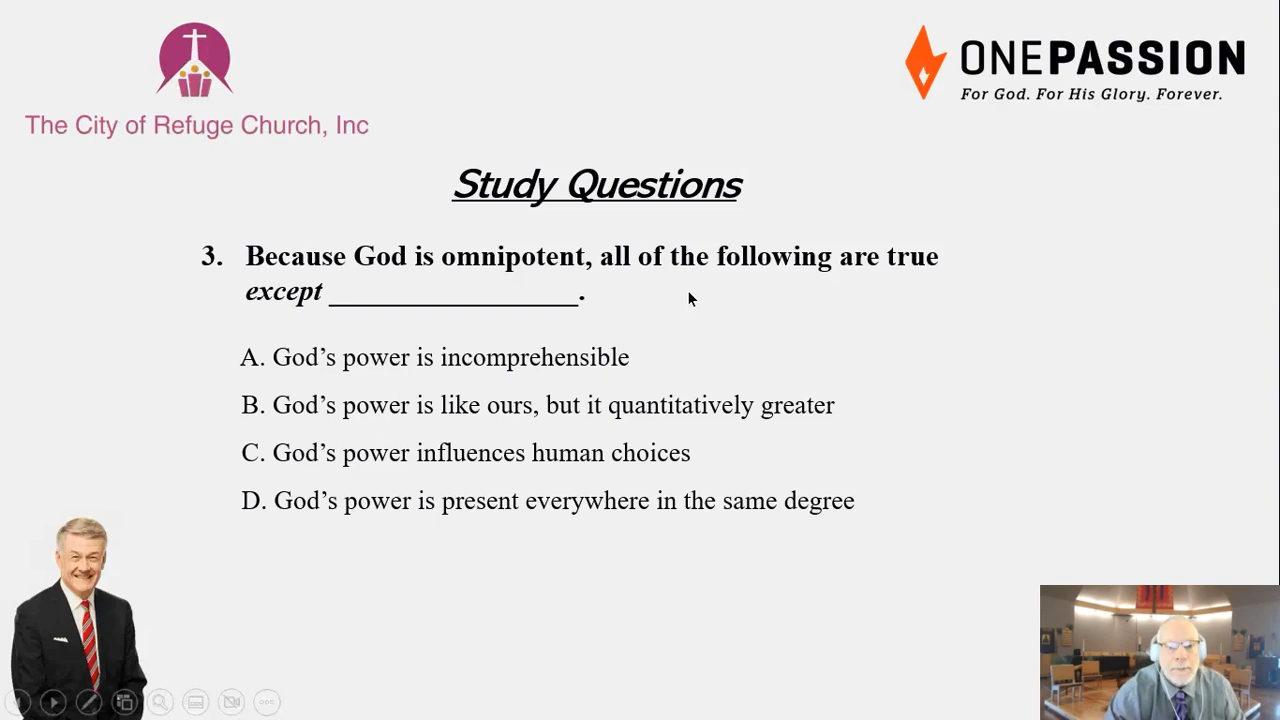 The City of Refuge Church, Inc
ONEPASSION
For God. For His Glory. Forever.
Study Questions
3. Because God is omnipotent, all of the following are true
except __________________.
A. God’s power is incomprehensible
B. God’s power is like ours, but it quantitatively greater
C. God’s power influences human choices
D. God’s power is present everywhere in the same degree